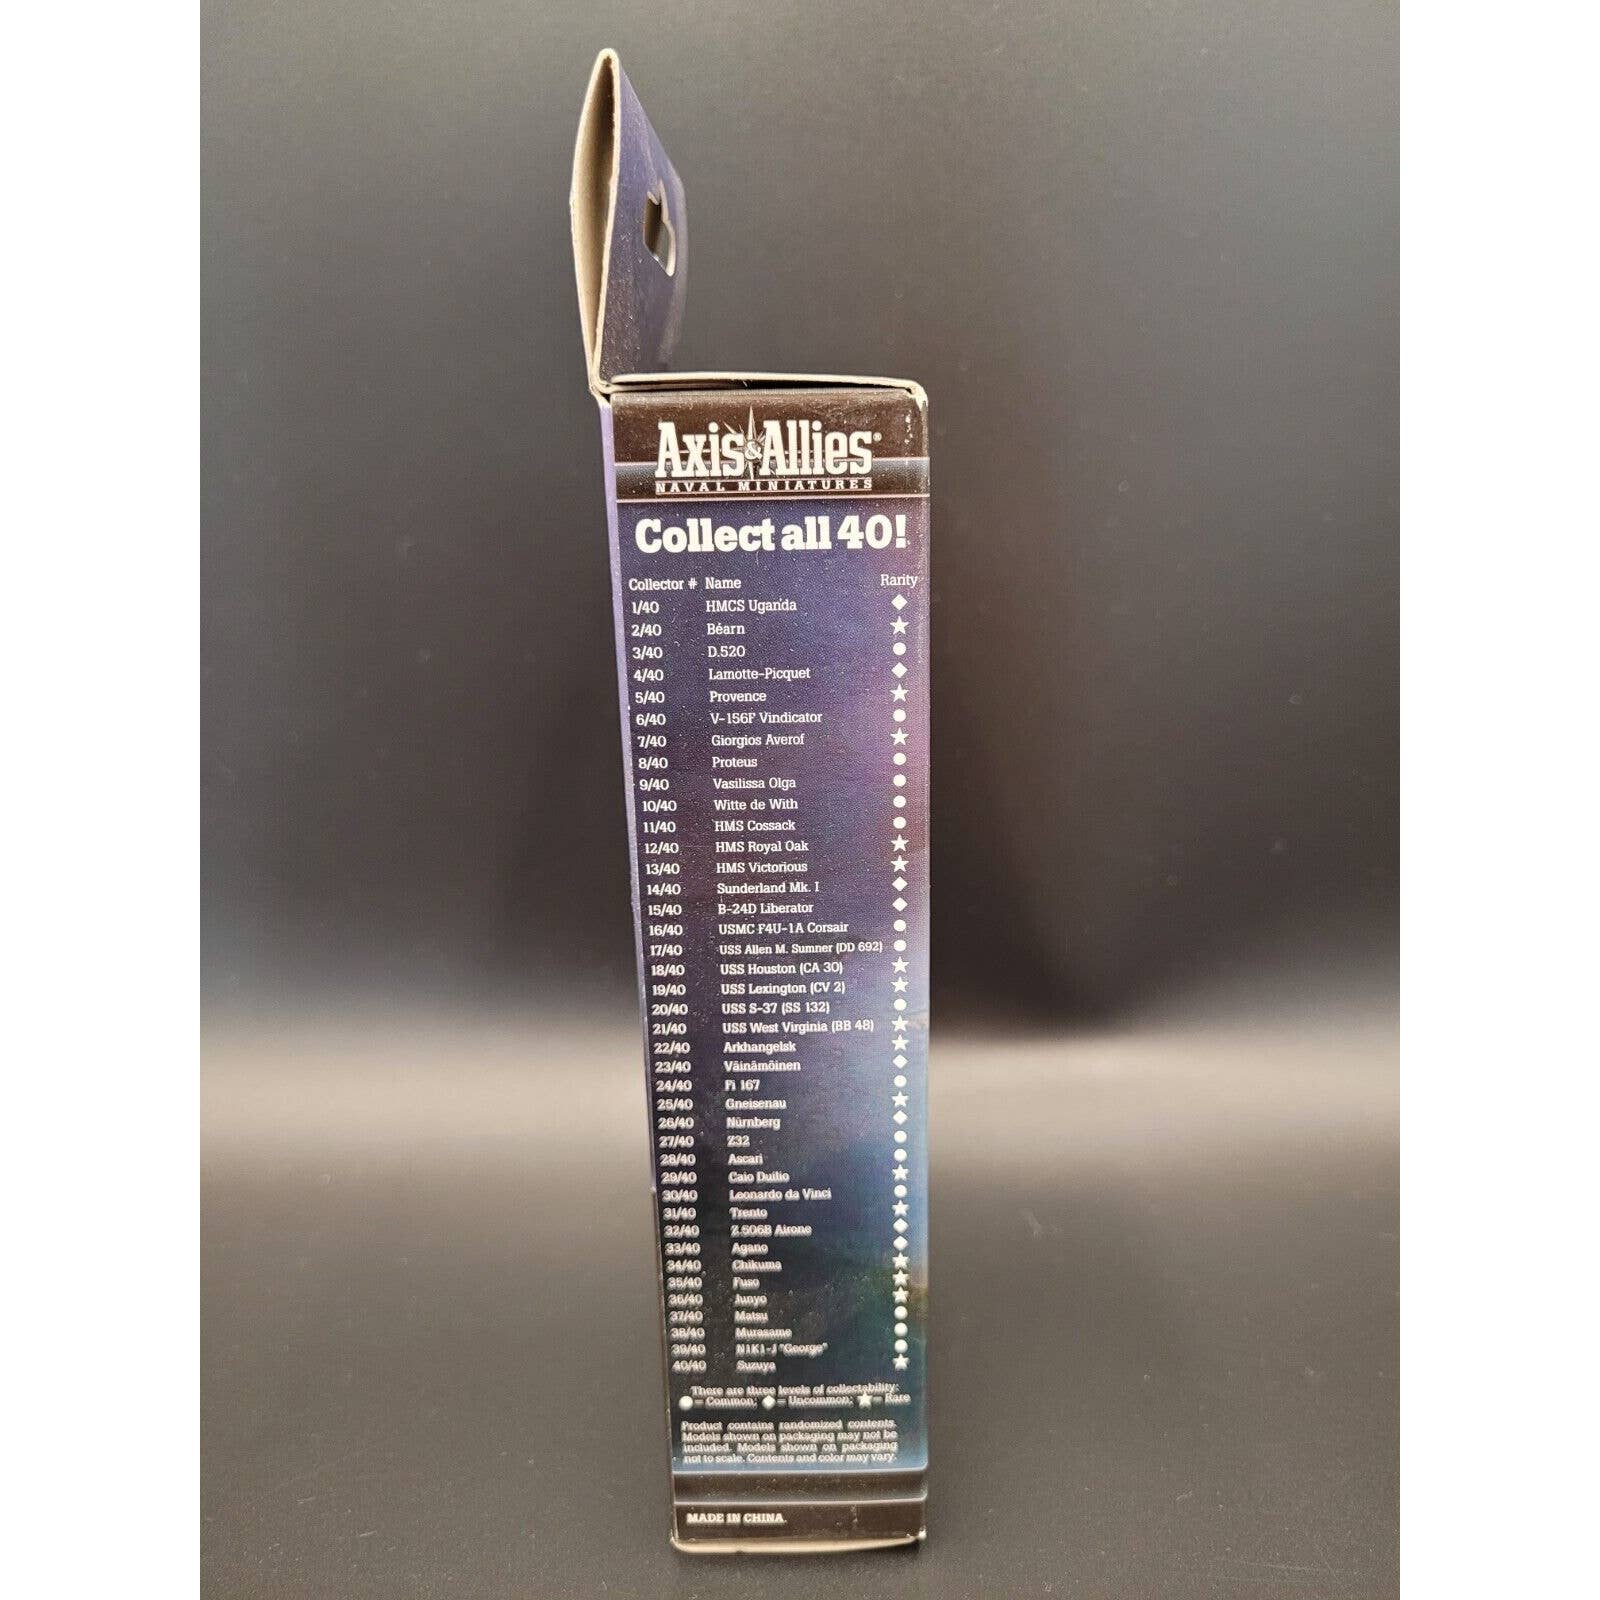 Axis & Allies®
NAVAL MINIATURES
Collect all 40!
Collector # Name Rarity
1/40 HMCS Uganda ◆
2/40 Béarn ★
3/40 D.520 ●
4/40 Lamotte-Picquet ◆
5/40 Provence ★
6/40 V-156F Vindicator ●
7/40 Giorgios Averof ★
8/40 Proteus ●
9/40 Vasilissa Olga ●
10/40 Witte de With ●
11/40 HMS Cossack ●
12/40 HMS Royal Oak ★
13/40 HMS Victorious ★
14/40 Sunderland Mk. I ◆
15/40 B-24D Liberator ◆
16/40 USMC F4U-1A Corsair ●
17/40 USS Allen M. Sumner (DD 692) ●
18/40 USS Houston (CA 30) ★
19/40 USS Lexington (CV 2) ★
20/40 USS S-37 (SS 132) ●
21/40 USS West Virginia (BB 48) ★
22/40 Arkhangelsk ★
23/40 Väinämöinen ◆
24/40 Fi 167 ●
25/40 Gneisenau ★
26/40 Nürnberg ◆
27/40 Z32 ●
28/40 Ascari ●
29/40 Caio Duilio ★
30/40 Leonardo da Vinci ●
31/40 Trento ★
32/40 Z.506B Airone ◆
33/40 Agano ◆
34/40 Chikuma ★
35/40 Fuso ★
36/40 Junyo ★
37/40 Matsu ●
38/40 Murasame ●
39/40 N1K1-J "George" ●
40/40 Suzuya ★
There are three levels of collectability:
● = Common; ◆ = Uncommon; ★ = Rare
Product contains randomized contents.
Models shown on packaging may not be
included. Models shown on packaging
not to scale. Contents and color may vary.
MADE IN CHINA.